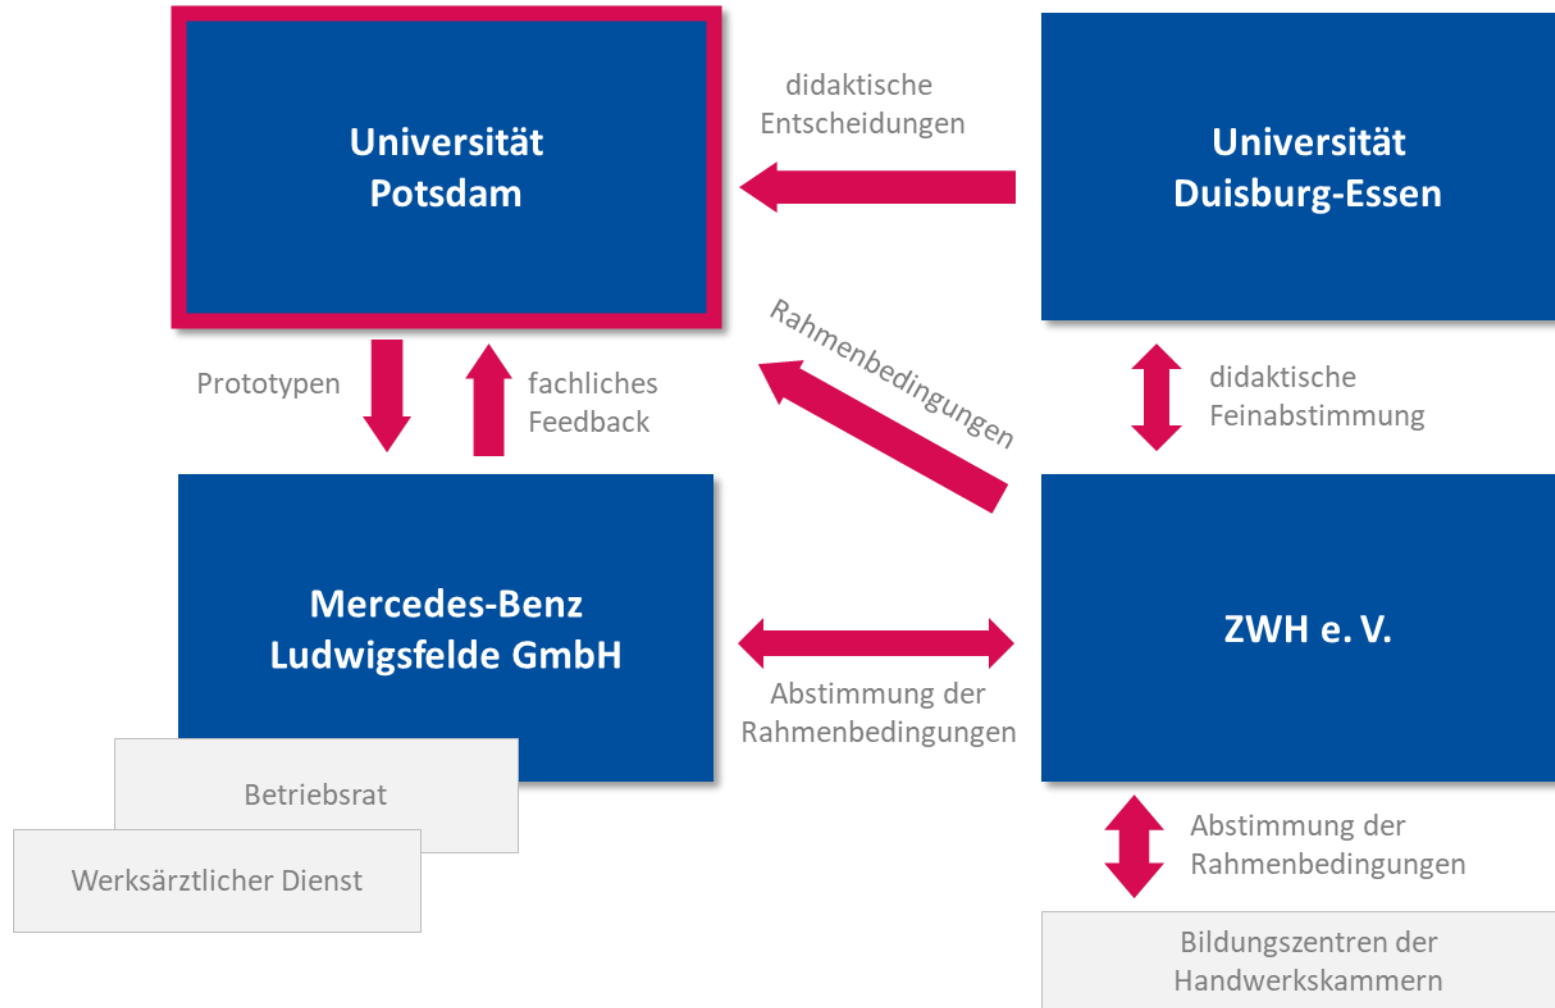 Universität
Potsdam
didaktische
Entscheidungen
Universität
Duisburg-Essen
Prototypen
fachliches
Feedback
Rahmenbedingungen
didaktische
Feinabstimmung
Mercedes-Benz
Ludwigsfelde GmbH
Abstimmung der
Rahmenbedingungen
ZWH e. V.
Betriebsrat
Werksärztlicher Dienst
Abstimmung der
Rahmenbedingungen
Bildungszentren der
Handwerkskammern